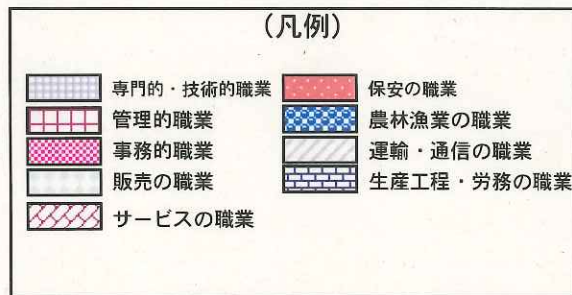 (凡例)
専門的・技術的職業
管理的職業
事務的職業
販売の職業
サービスの職業
保安の職業
農林漁業の職業
運輸・通信の職業
生産工程・労務の職業